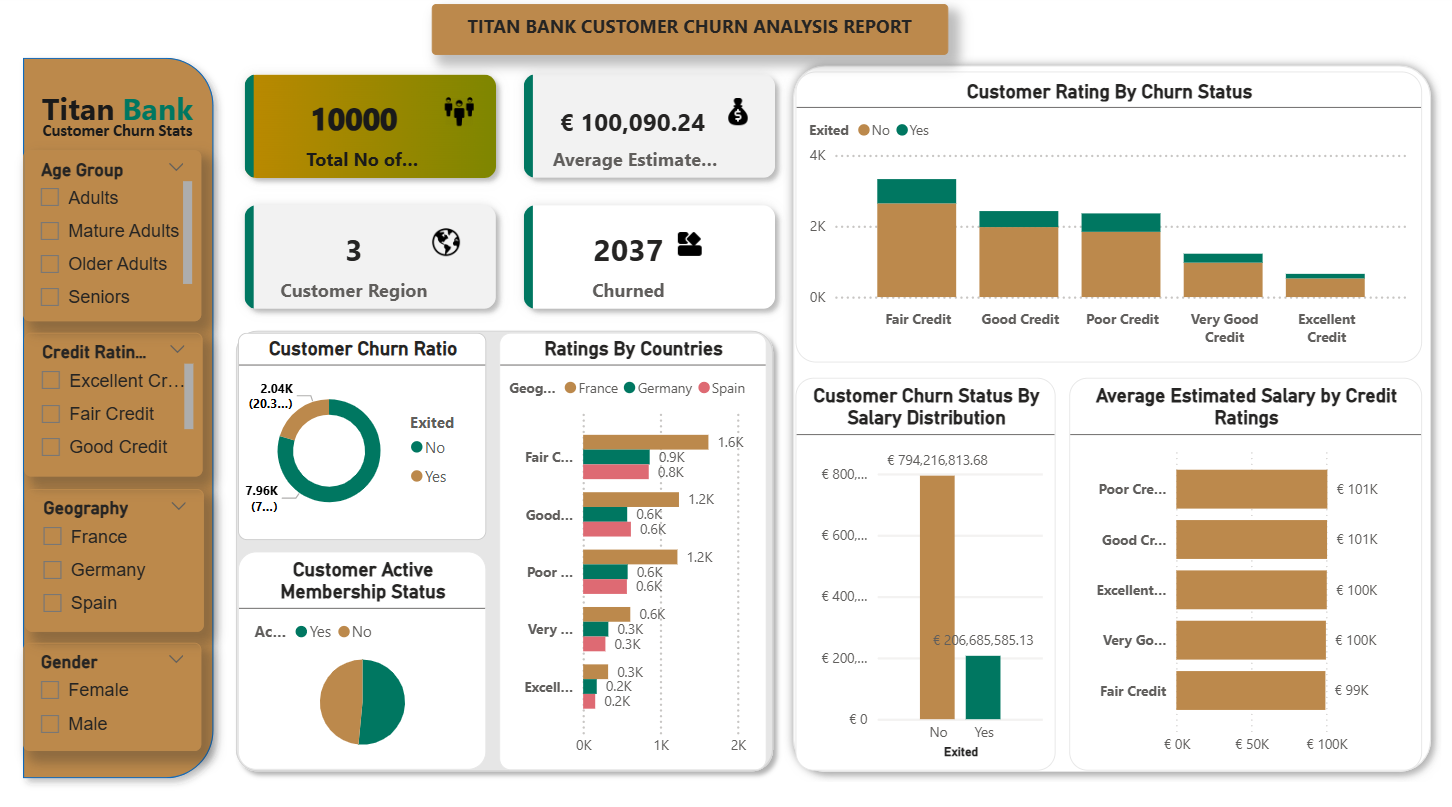 TITAN BANK CUSTOMER CHURN ANALYSIS REPORT
Titan Bank
Customer Churn Stats
Age Group
Adults
Mature Adults
Older Adults
Seniors
Credit Ratin...
Excellent Cr...
Fair Credit
Good Credit
Geography
France
Germany
Spain
Gender
Female
Male
10000
Total No of...
€ 100,090.24
Average Estimate...
3
Customer Region
2037
Churned
Customer Churn Ratio
2.04K
(20.3...)
7.96K
(7...)
Exited
No
Yes
Customer Active
Membership Status
Ac... Yes No
Ratings By Countries
Geog... France Germany Spain
Fair C... 1.6K
0.9K
0.8K
Good... 1.2K
0.6K
0.6K
Poor ... 1.2K
0.6K
0.6K
Very ... 0.6K
0.3K
0.3K
Excell... 0.3K
0.2K
0.2K
0K 1K 2K
Customer Rating By Churn Status
Exited No Yes
4K
2K
0K
Fair Credit Good Credit Poor Credit Very Good Credit Excellent Credit
Customer Churn Status By
Salary Distribution
€ 794,216,813.68
€ 800,...
€ 600,...
€ 400,...
€ 206,685,585.13
€ 200,...
€ 0
No Yes
Exited
Average Estimated Salary by Credit
Ratings
Poor Cre... € 101K
Good Cr... € 101K
Excellent... € 100K
Very Go... € 100K
Fair Credit € 99K
€ 0K € 50K € 100K